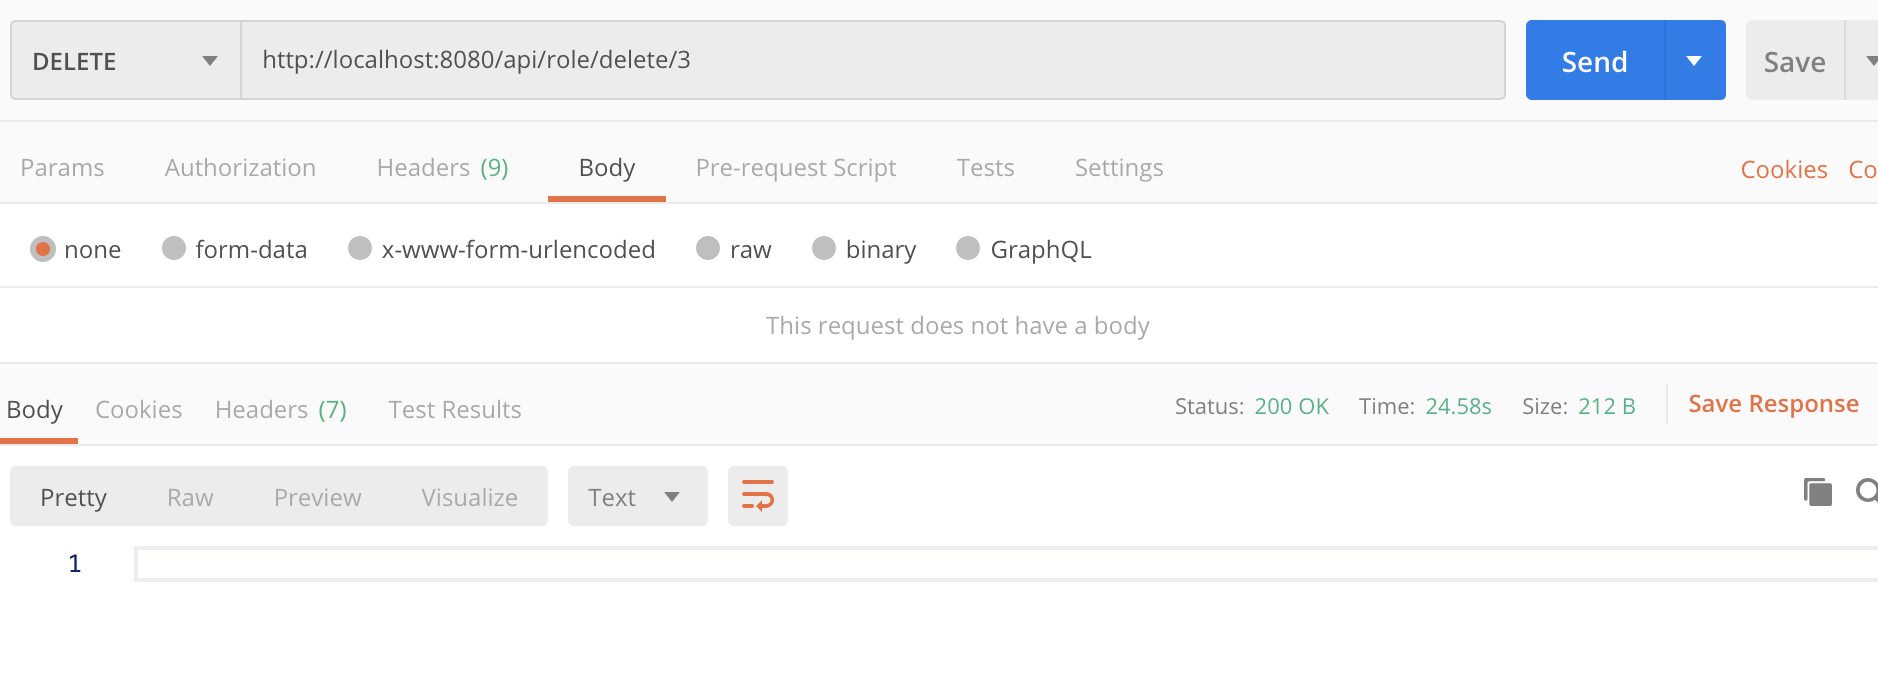 DELETE http://localhost:8080/api/role/delete/3 Send Save
Params Authorization Headers (9) Body Pre-request Script Tests Settings Cookies Co
none form-data x-www-form-urlencoded raw binary GraphQL
This request does not have a body
Body Cookies Headers (7) Test Results Status: 200 OK Time: 24.58s Size: 212 B Save Response
Pretty Raw Preview Visualize Text
1